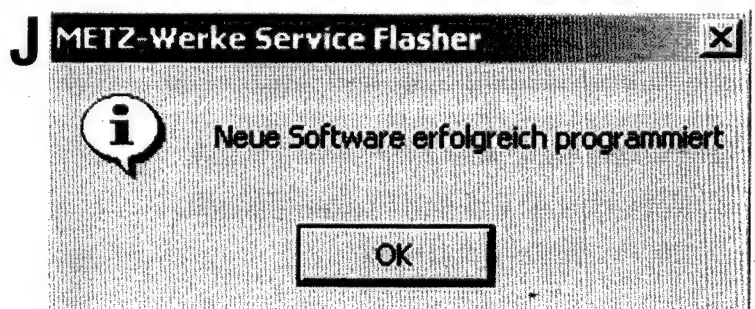 J
METZ-Werke Service Flasher
Neue Software erfolgreich programmiert
OK